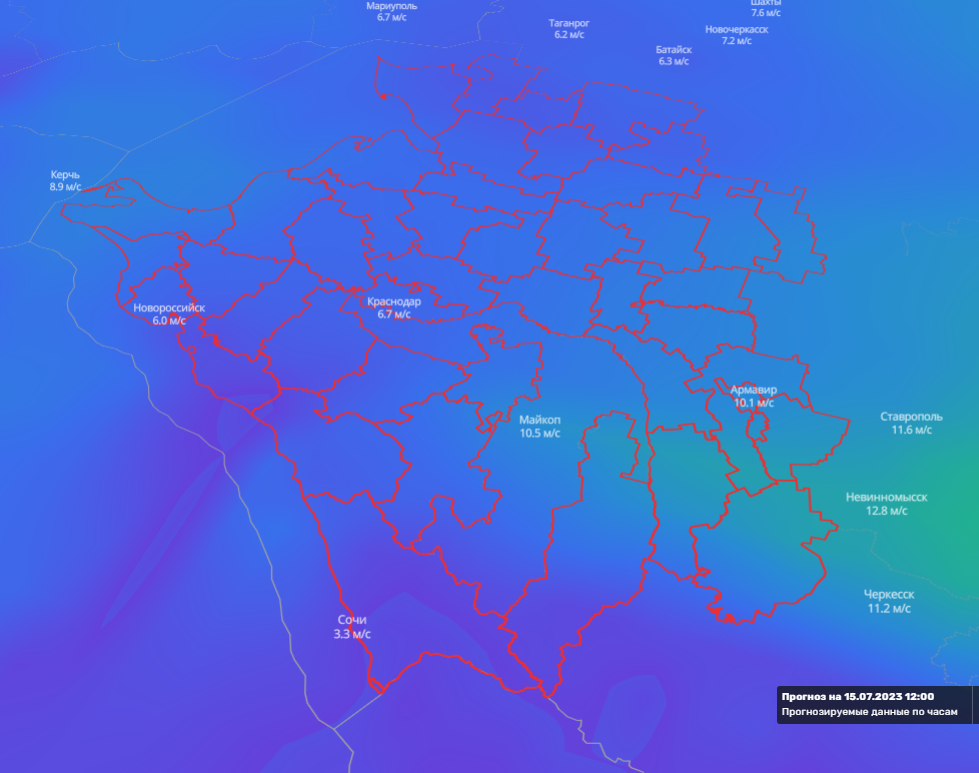 Мариуполь
6.7 м/с
Шахты
7.6 м/с
Таганрог
6.2 м/с
Новочеркасск
7.2 м/с
Батайск
6.3 м/с
Керчь
8.9 м/с
Новороссийск
6.0 м/с
Краснодар
6.7 м/с
Армавир
10.1 м/с
Майкоп
10.5 м/с
Ставрополь
11.6 м/с
Невинномысск
12.8 м/с
Черкесск
11.2 м/с
Сочи
3.3 м/с
Прогноз на 15.07.2023 12:00
Прогнозируемые данные по часам